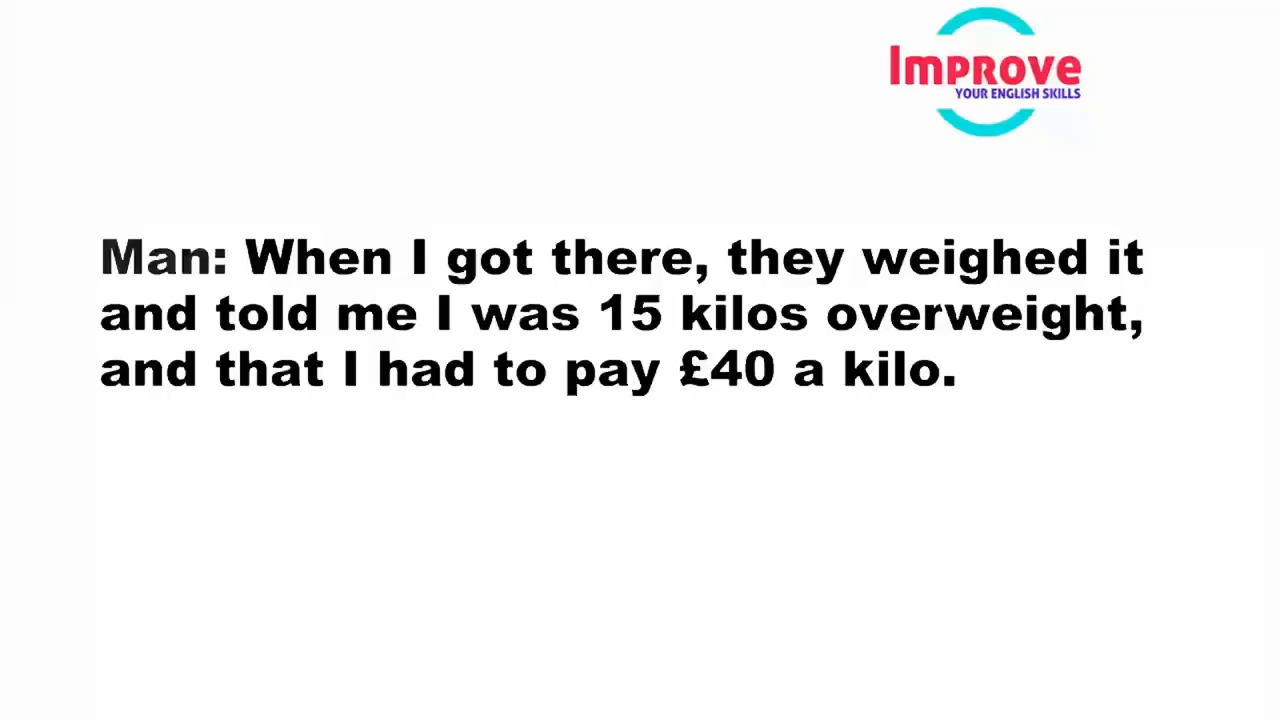 Improve
YOUR ENGLISH SKILLS
Man: When I got there, they weighed it
and told me I was 15 kilos overweight,
and that I had to pay £40 a kilo.